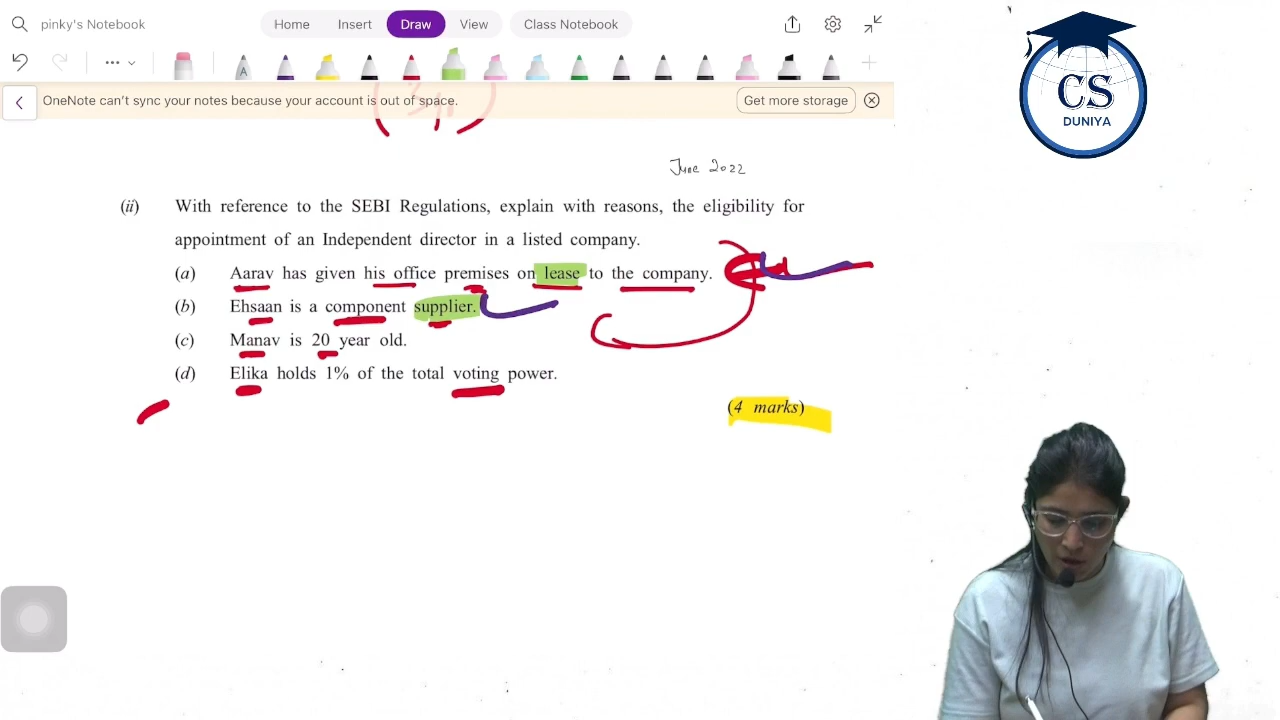 pinky's Notebook
Home Insert Draw View Class Notebook
A
OneNote can't sync your notes because your account is out of space.
Get more storage
CS
DUNIYA
June 2022
(ii) With reference to the SEBI Regulations, explain with reasons, the eligibility for
appointment of an Independent director in a listed company.
(a) Aarav has given his office premises on lease to the company.
(b) Ehsaan is a component supplier.
(c) Manav is 20 year old.
(d) Elika holds 1% of the total voting power.
(4 marks)